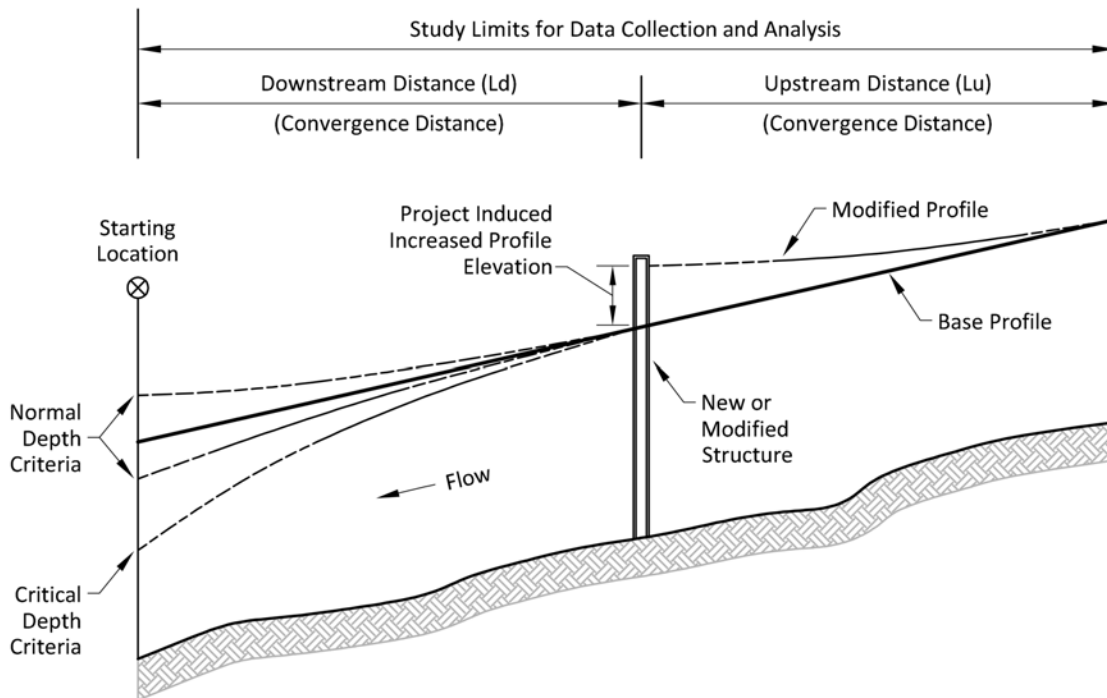 Study Limits for Data Collection and Analysis
Downstream Distance (Ld)
(Convergence Distance)
Upstream Distance (Lu)
(Convergence Distance)
Starting
Location
Project Induced
Increased Profile
Elevation
Modified Profile
Base Profile
Normal
Depth
Criteria
New or
Modified
Structure
Flow
Critical
Depth
Criteria